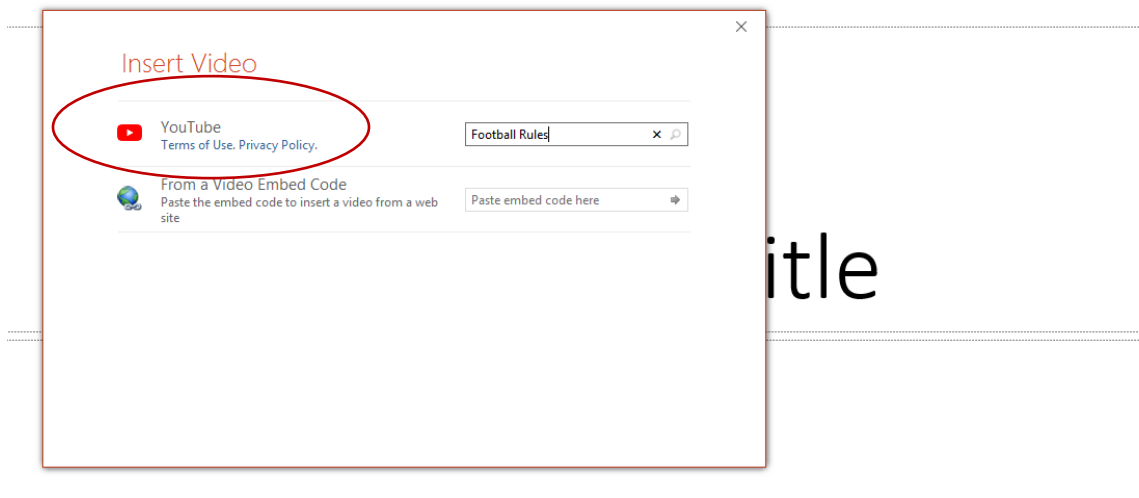 Insert Video
YouTube
Terms of Use. Privacy Policy.
Football Rules
From a Video Embed Code
Paste the embed code to insert a video from a web
site
Paste embed code here
itle